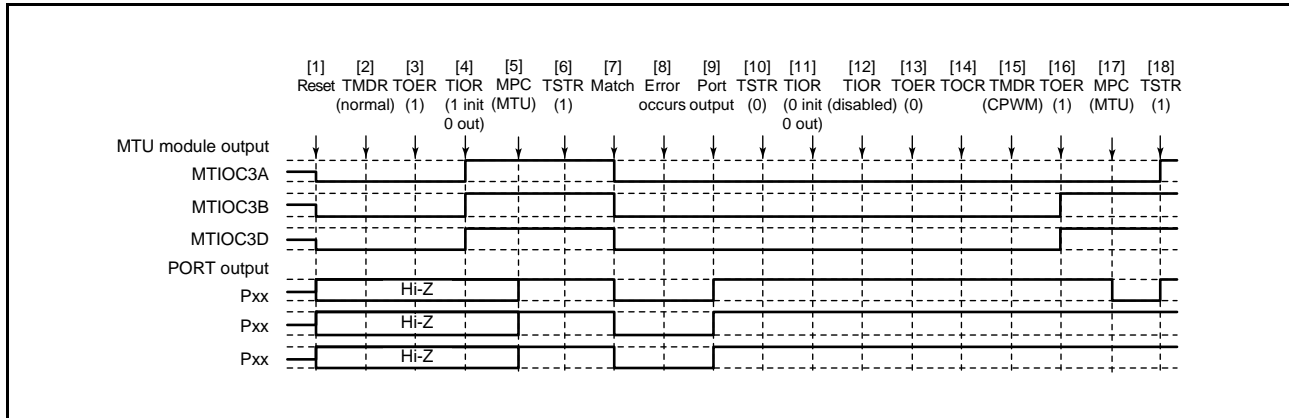 [1] [2] [3] [4] [5] [6] [7] [8] [9] [10] [11] [12] [13] [14] [15] [16] [17] [18]
Reset TMDR TOER TIOR MPC TSTR Match Error Port TSTR TIOR TIOR TOER TOCR TMDR TOER MPC TSTR
(normal) (1) (1 init (MTU) (1) occurs output (0) (0 init (disabled) (0) (CPWM) (1) (MTU) (1)
0 out) 0 out)
MTU module output
MTIOC3A
MTIOC3B
MTIOC3D
PORT output
Pxx Hi-Z
Pxx Hi-Z
Pxx Hi-Z